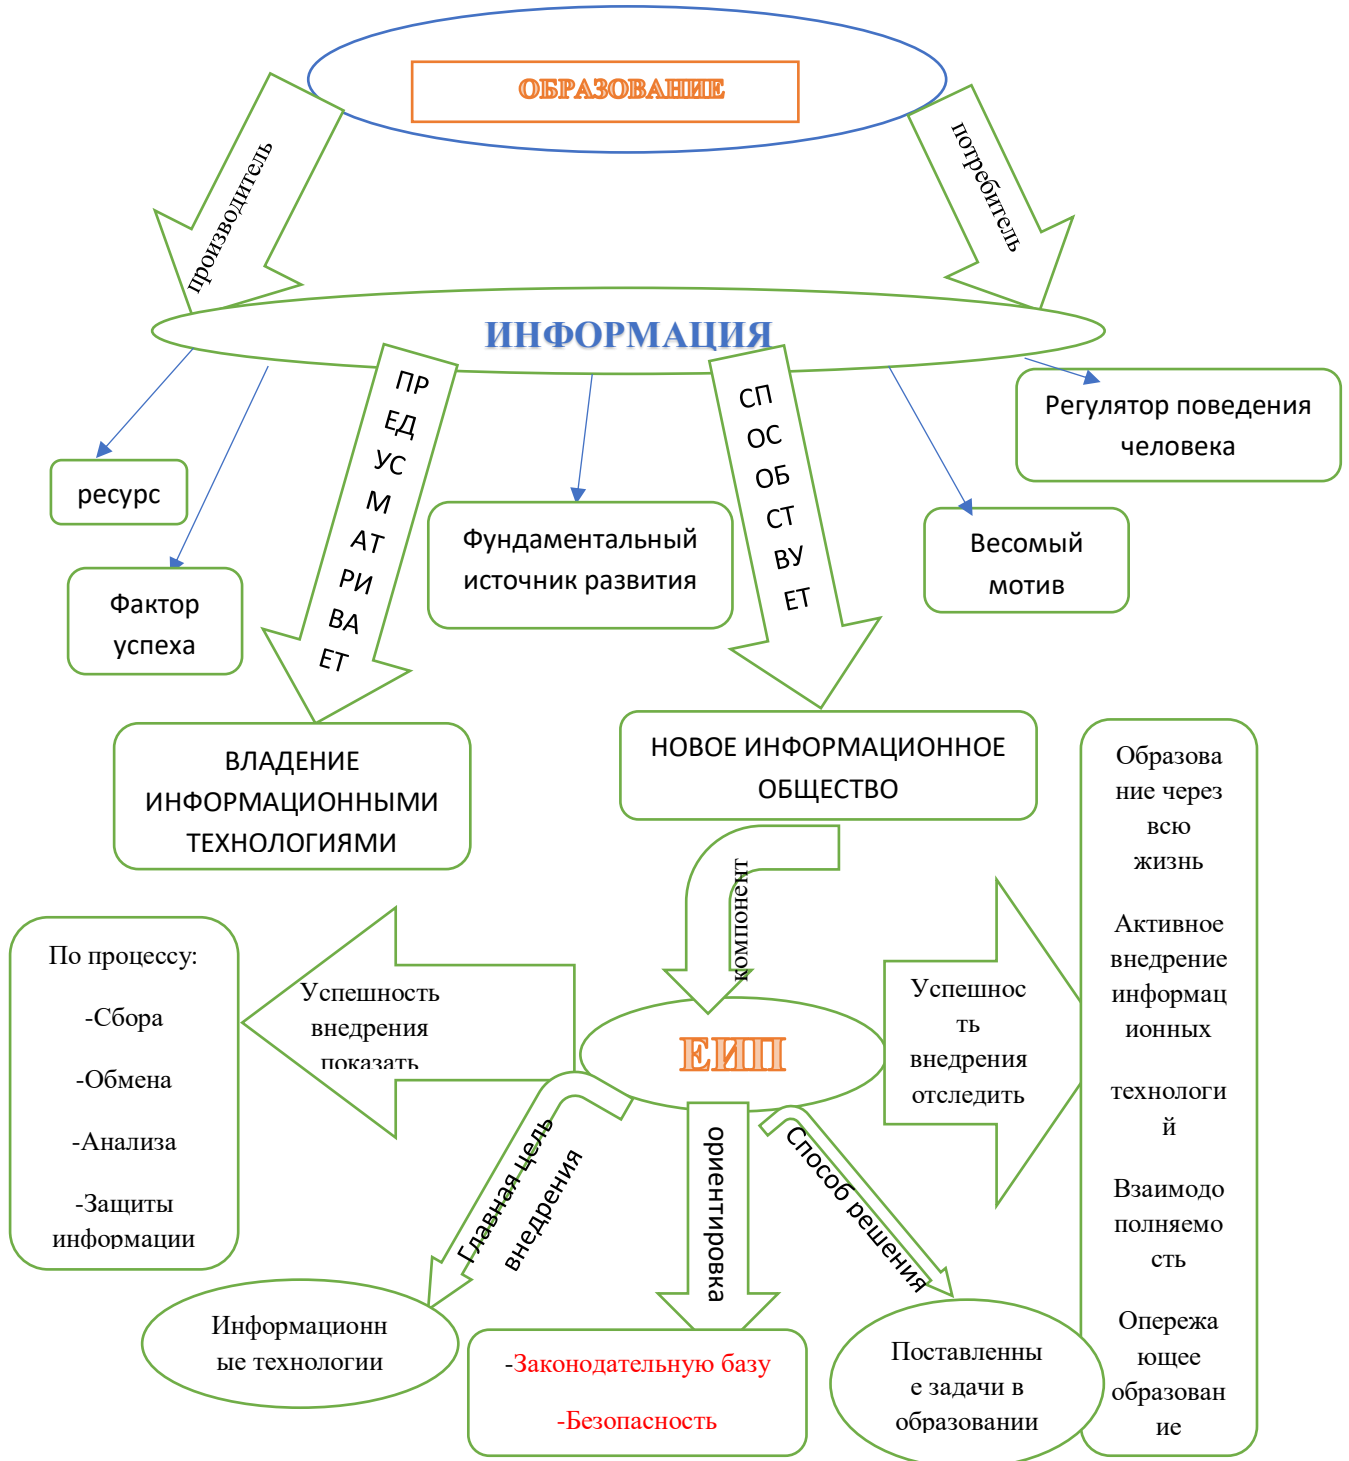 ОБРАЗОВАНИЕ
производитель
потребитель
ИНФОРМАЦИЯ
ПР
ЕД
УС
М
АТ
РИ
ВА
ЕТ
СП
ОС
ОБ
СТ
ВУ
ЕТ
Регулятор поведения
человека
ресурс
Фундаментальный
источник развития
Весомый
мотив
Фактор
успеха
ВЛАДЕНИЕ
ИНФОРМАЦИОННЫМИ
ТЕХНОЛОГИЯМИ
НОВОЕ ИНФОРМАЦИОННОЕ
ОБЩЕСТВО
компонент
Образова
ние через
всю
жизнь
Активное
внедрение
информац
ионных
технологи
й
Взаимодо
полняемо
сть
Опережа
ющее
образован
ие
По процессу:
-Сбора
-Обмена
-Анализа
-Защиты
информации
Успешность
внедрения
показать
ЕИП
Успешнос
ть
внедрения
отследить
Главная цель
внедрения
ориентировка
Способ решения
Информационн
ые технологии
-Законодательную базу
-Безопасность
Поставленны
е задачи в
образовании